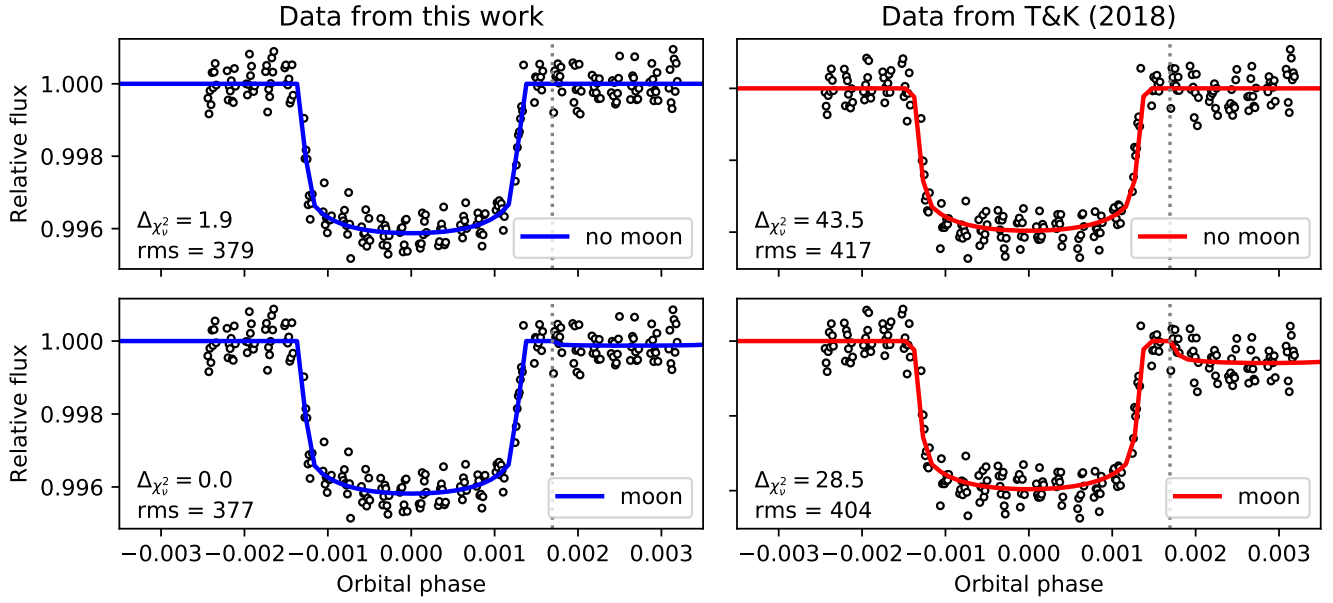 Data from this work
Data from T&K (2018)
Relative flux
1.000
0.998
0.996
Δχ²ν = 1.9
rms = 379
no moon
Δχ²ν = 43.5
rms = 417
no moon
Relative flux
1.000
0.998
0.996
Δχ²ν = 0.0
rms = 377
moon
Δχ²ν = 28.5
rms = 404
moon
−0.003 −0.002 −0.001 0.000 0.001 0.002 0.003
−0.003 −0.002 −0.001 0.000 0.001 0.002 0.003
Orbital phase
Orbital phase